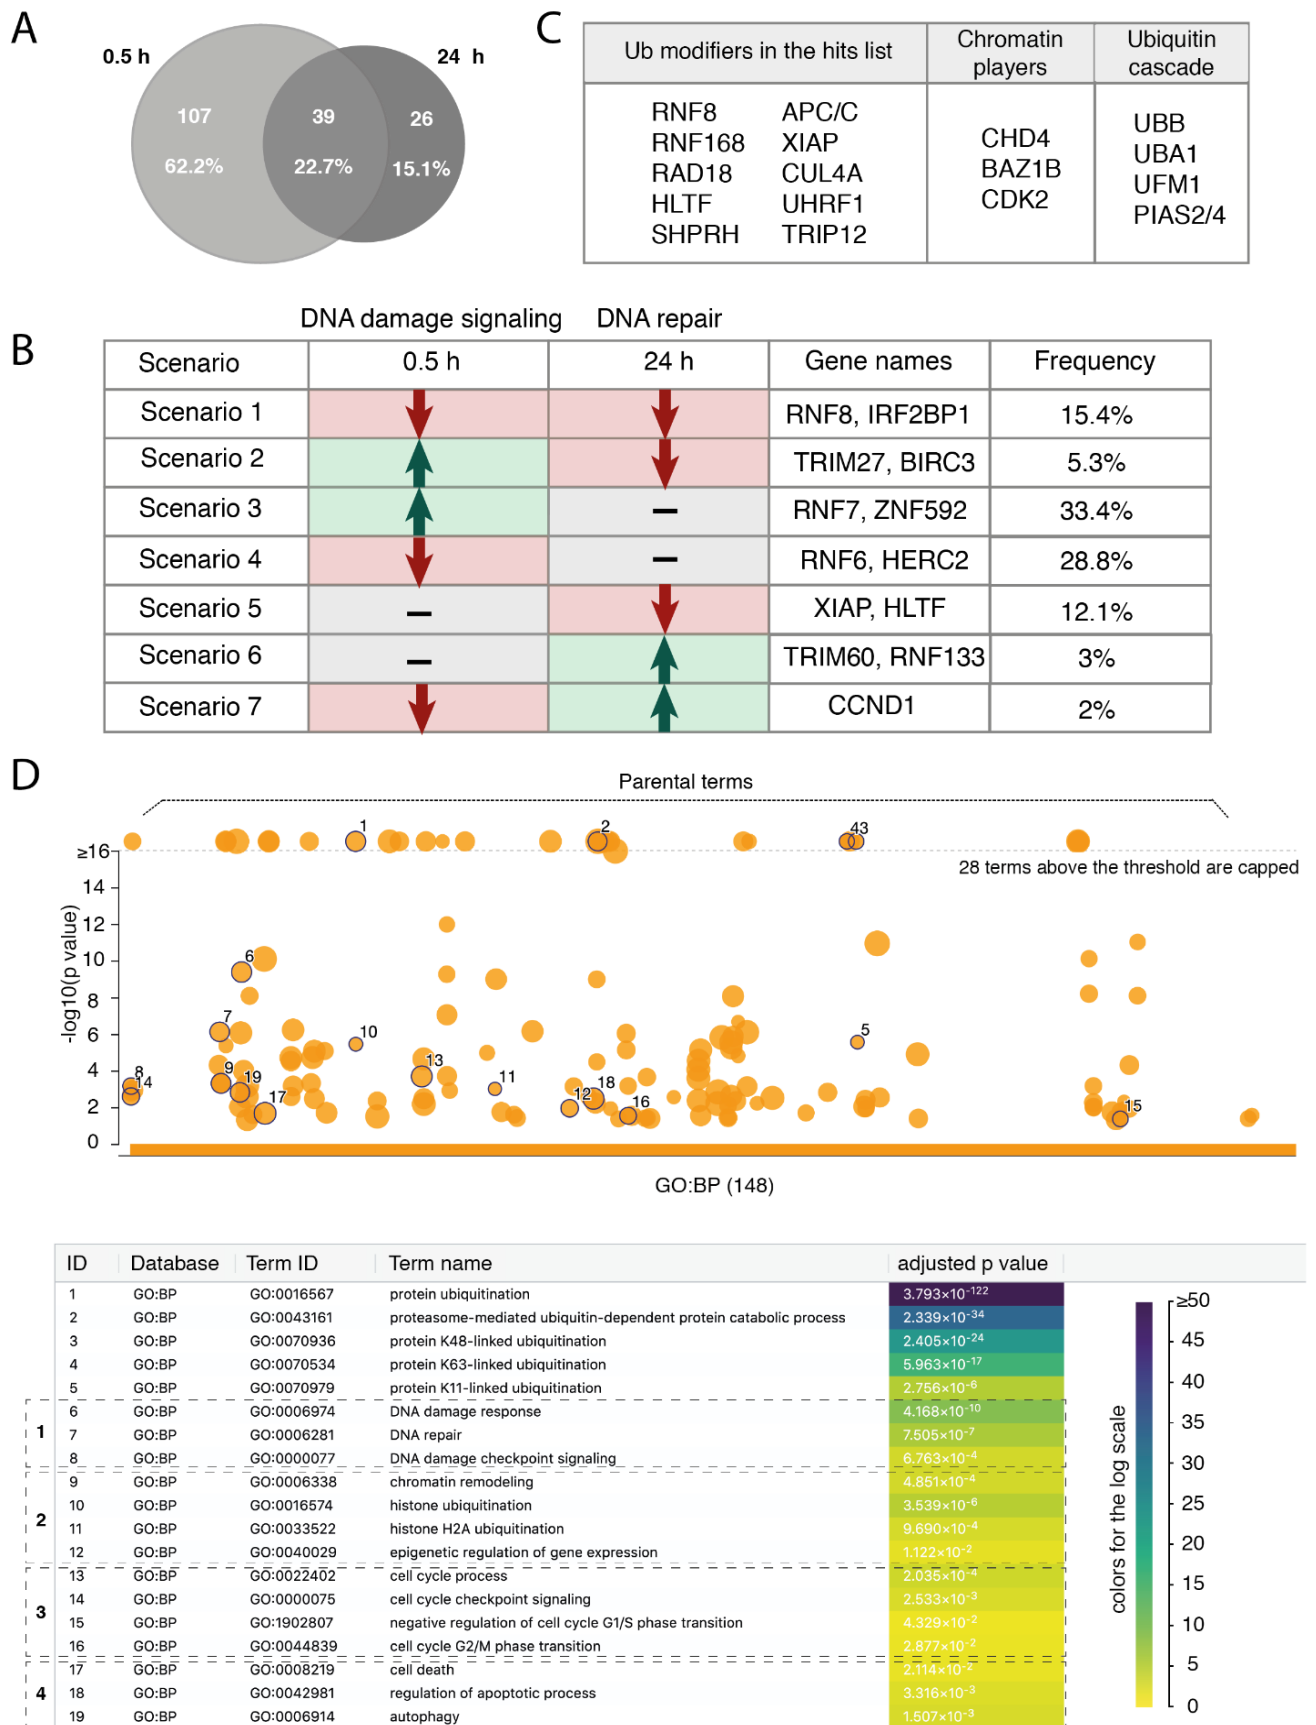 A
0.5 h
24 h
107
39
26
62.2%
22.7%
15.1%
C
Ub modifiers in the hits list
Chromatin
players
Ubiquitin
cascade
RNF8
RNF168
RAD18
HLTF
SHPRH
APC/C
XIAP
CUL4A
UHRF1
TRIP12
CHD4
BAZ1B
CDK2
UBB
UBA1
UFM1
PIAS2/4
B
DNA damage signaling DNA repair
Scenario 0.5 h 24 h Gene names Frequency
Scenario 1 RNF8, IRF2BP1 15.4%
Scenario 2 TRIM27, BIRC3 5.3%
Scenario 3 – RNF7, ZNF592 33.4%
Scenario 4 – RNF6, HERC2 28.8%
Scenario 5 – XIAP, HLTF 12.1%
Scenario 6 – TRIM60, RNF133 3%
Scenario 7 CCND1 2%
D
Parental terms
1
2
43
≥16
28 terms above the threshold are capped
14
12
10
8
6
4
2
0
-log10(p value)
6
7
10
5
8
14
9
19
17
13
11
12
18
16
15
GO:BP (148)
ID Database Term ID Term name adjusted p value
1 GO:BP GO:0016567 protein ubiquitination 3.793×10⁻¹²²
2 GO:BP GO:0043161 proteasome-mediated ubiquitin-dependent protein catabolic process 2.339×10⁻³⁴
3 GO:BP GO:0070936 protein K48-linked ubiquitination 2.405×10⁻²⁴
4 GO:BP GO:0070534 protein K63-linked ubiquitination 5.963×10⁻¹⁷
5 GO:BP GO:0070979 protein K11-linked ubiquitination 2.756×10⁻⁶
1
6 GO:BP GO:0006974 DNA damage response 4.168×10⁻¹⁰
7 GO:BP GO:0006281 DNA repair 7.505×10⁻⁷
8 GO:BP GO:0000077 DNA damage checkpoint signaling 6.763×10⁻⁴
2
9 GO:BP GO:0006338 chromatin remodeling 4.851×10⁻⁴
10 GO:BP GO:0016574 histone ubiquitination 3.539×10⁻⁶
11 GO:BP GO:0033522 histone H2A ubiquitination 9.690×10⁻⁴
12 GO:BP GO:0040029 epigenetic regulation of gene expression 1.122×10⁻²
3
13 GO:BP GO:0022402 cell cycle process 2.035×10⁻⁴
14 GO:BP GO:0000075 cell cycle checkpoint signaling 2.533×10⁻³
15 GO:BP GO:1902807 negative regulation of cell cycle G1/S phase transition 4.329×10⁻²
16 GO:BP GO:0044839 cell cycle G2/M phase transition 2.877×10⁻²
4
17 GO:BP GO:0008219 cell death 2.114×10⁻²
18 GO:BP GO:0042981 regulation of apoptotic process 3.316×10⁻³
19 GO:BP GO:0006914 autophagy 1.507×10⁻³
colors for the log scale
≥50
45
40
35
30
25
20
15
10
5
0